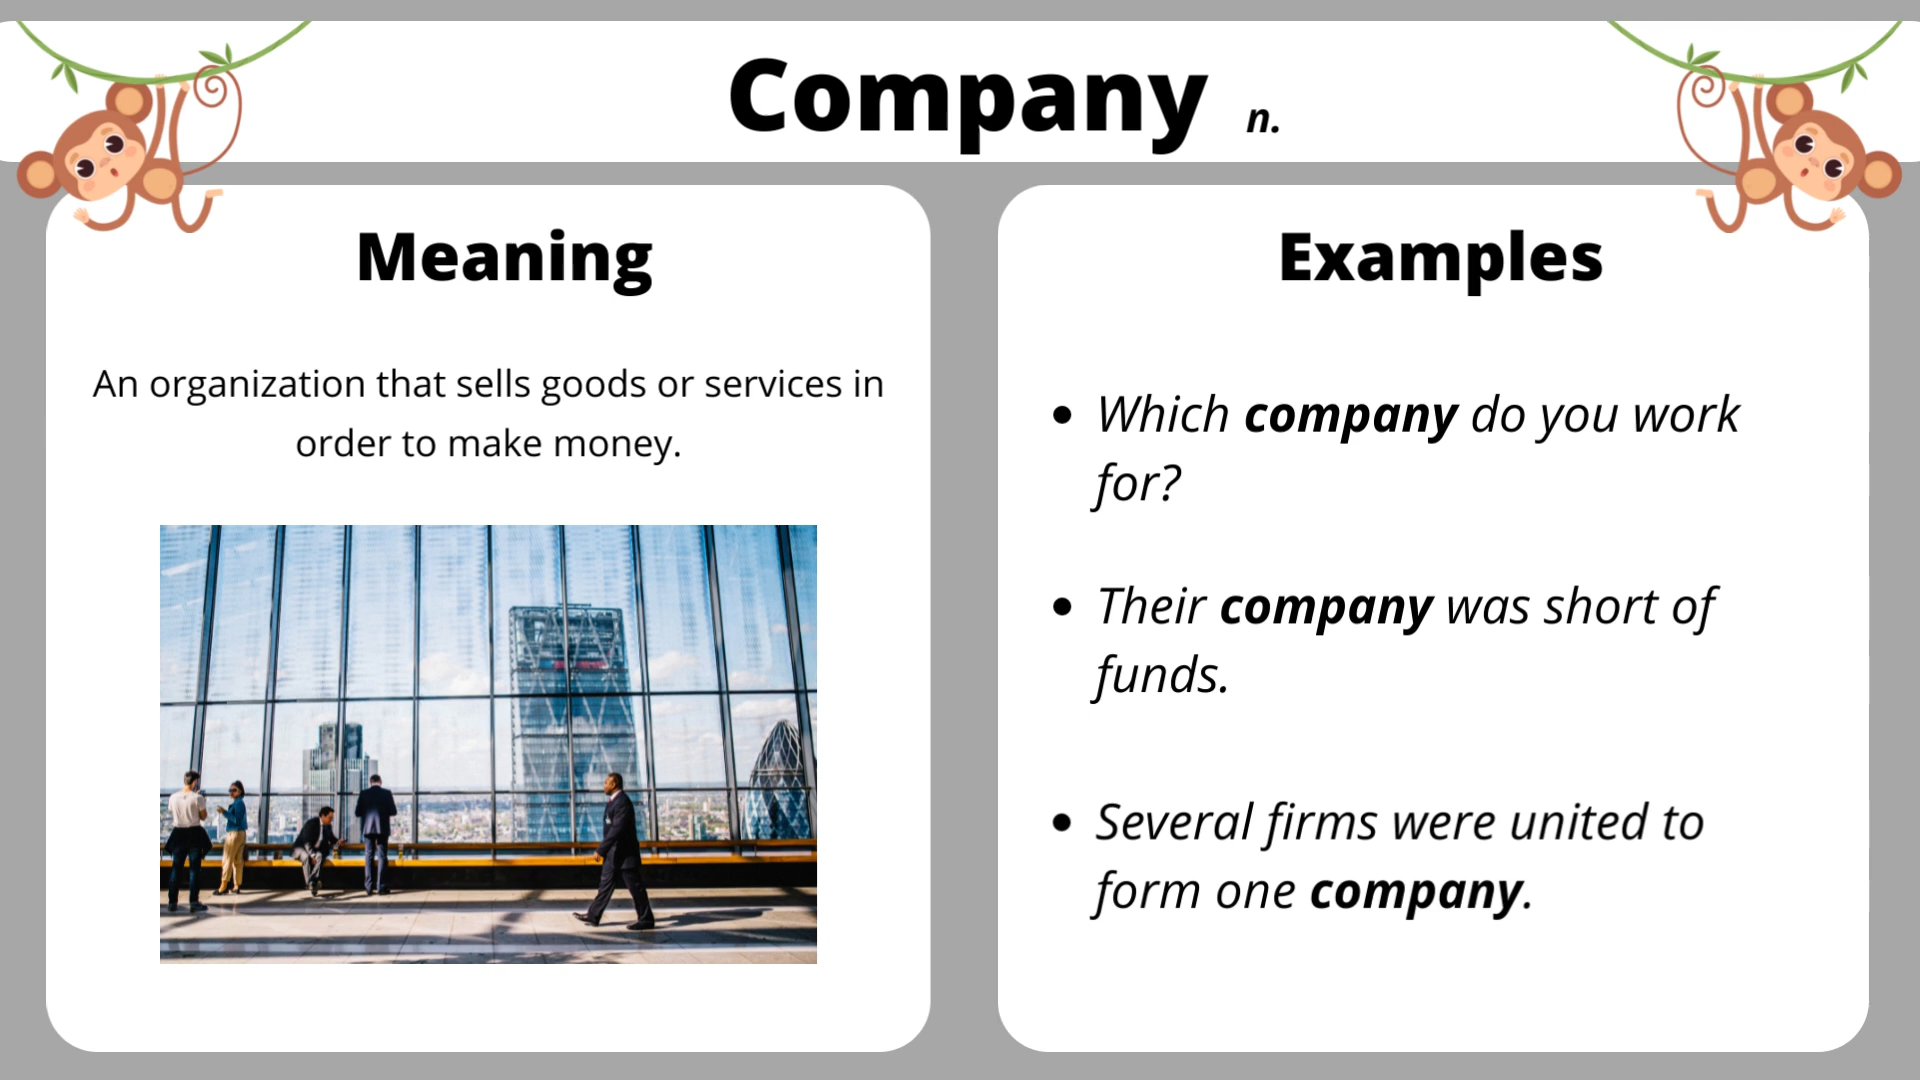 Company n.
Meaning
An organization that sells goods or services in
order to make money.
Examples
• Which company do you work
for?
• Their company was short of
funds.
• Several firms were united to
form one company.